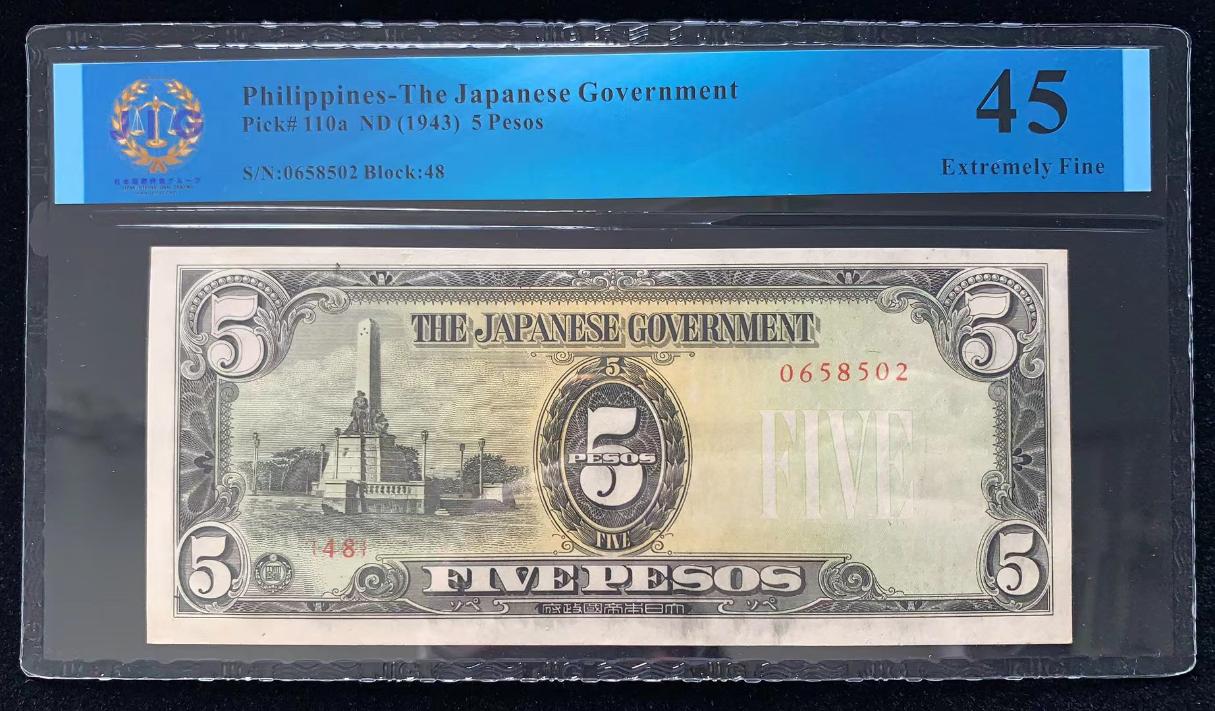 JIG
Philippines-The Japanese Government
Pick# 110a ND (1943) 5 Pesos
S/N:0658502 Block:48
45
Extremely Fine
5
5
THE JAPANESE GOVERNMENT
5
0658502
5
PESOS
FIVE
FIVE
{48}
5
5
FIVE PESOS
ソペ 府政國帝本日大 ソペ